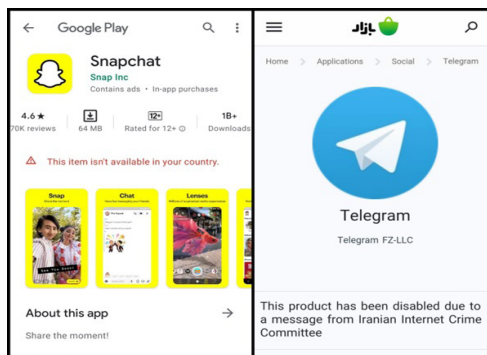 Google Play
Snapchat
Snap Inc
Contains ads • In-app purchases
4.6★
70K reviews
64 MB
12+
Rated for 12+
1B+
Downloads
This item isn't available in your country.
Snap
Chat
Lenses
About this app
Share the moment!
بازار
Home > Applications > Social > Telegram
Telegram
Telegram FZ-LLC
This product has been disabled due to
a message from Iranian Internet Crime
Committee